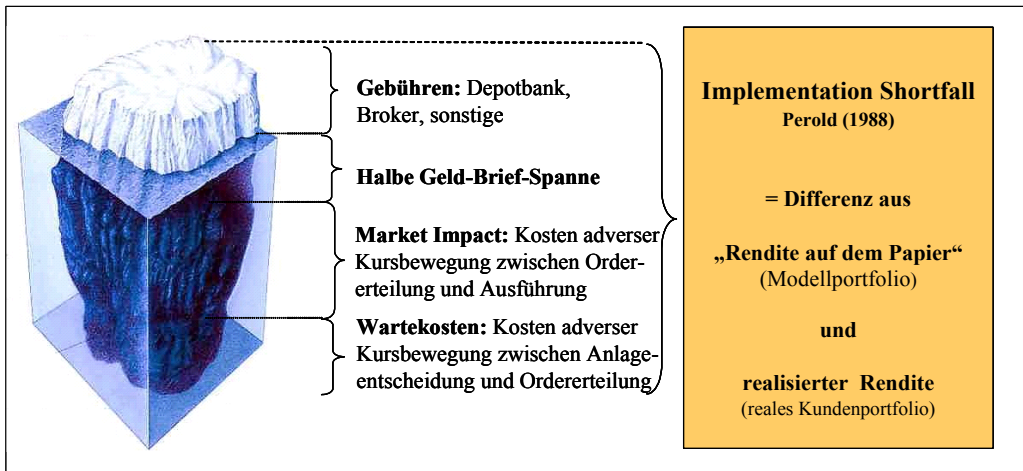 Gebühren: Depotbank,
Broker, sonstige
Halbe Geld-Brief-Spanne
Market Impact: Kosten adverser
Kursbewegung zwischen Order-
erteilung und Ausführung
Wartekosten: Kosten adverser
Kursbewegung zwischen Anlage-
entscheidung und Ordererteilung
Implementation Shortfall
Perold (1988)
= Differenz aus
„Rendite auf dem Papier“
(Modellportfolio)
und
realisierter Rendite
(reales Kundenportfolio)